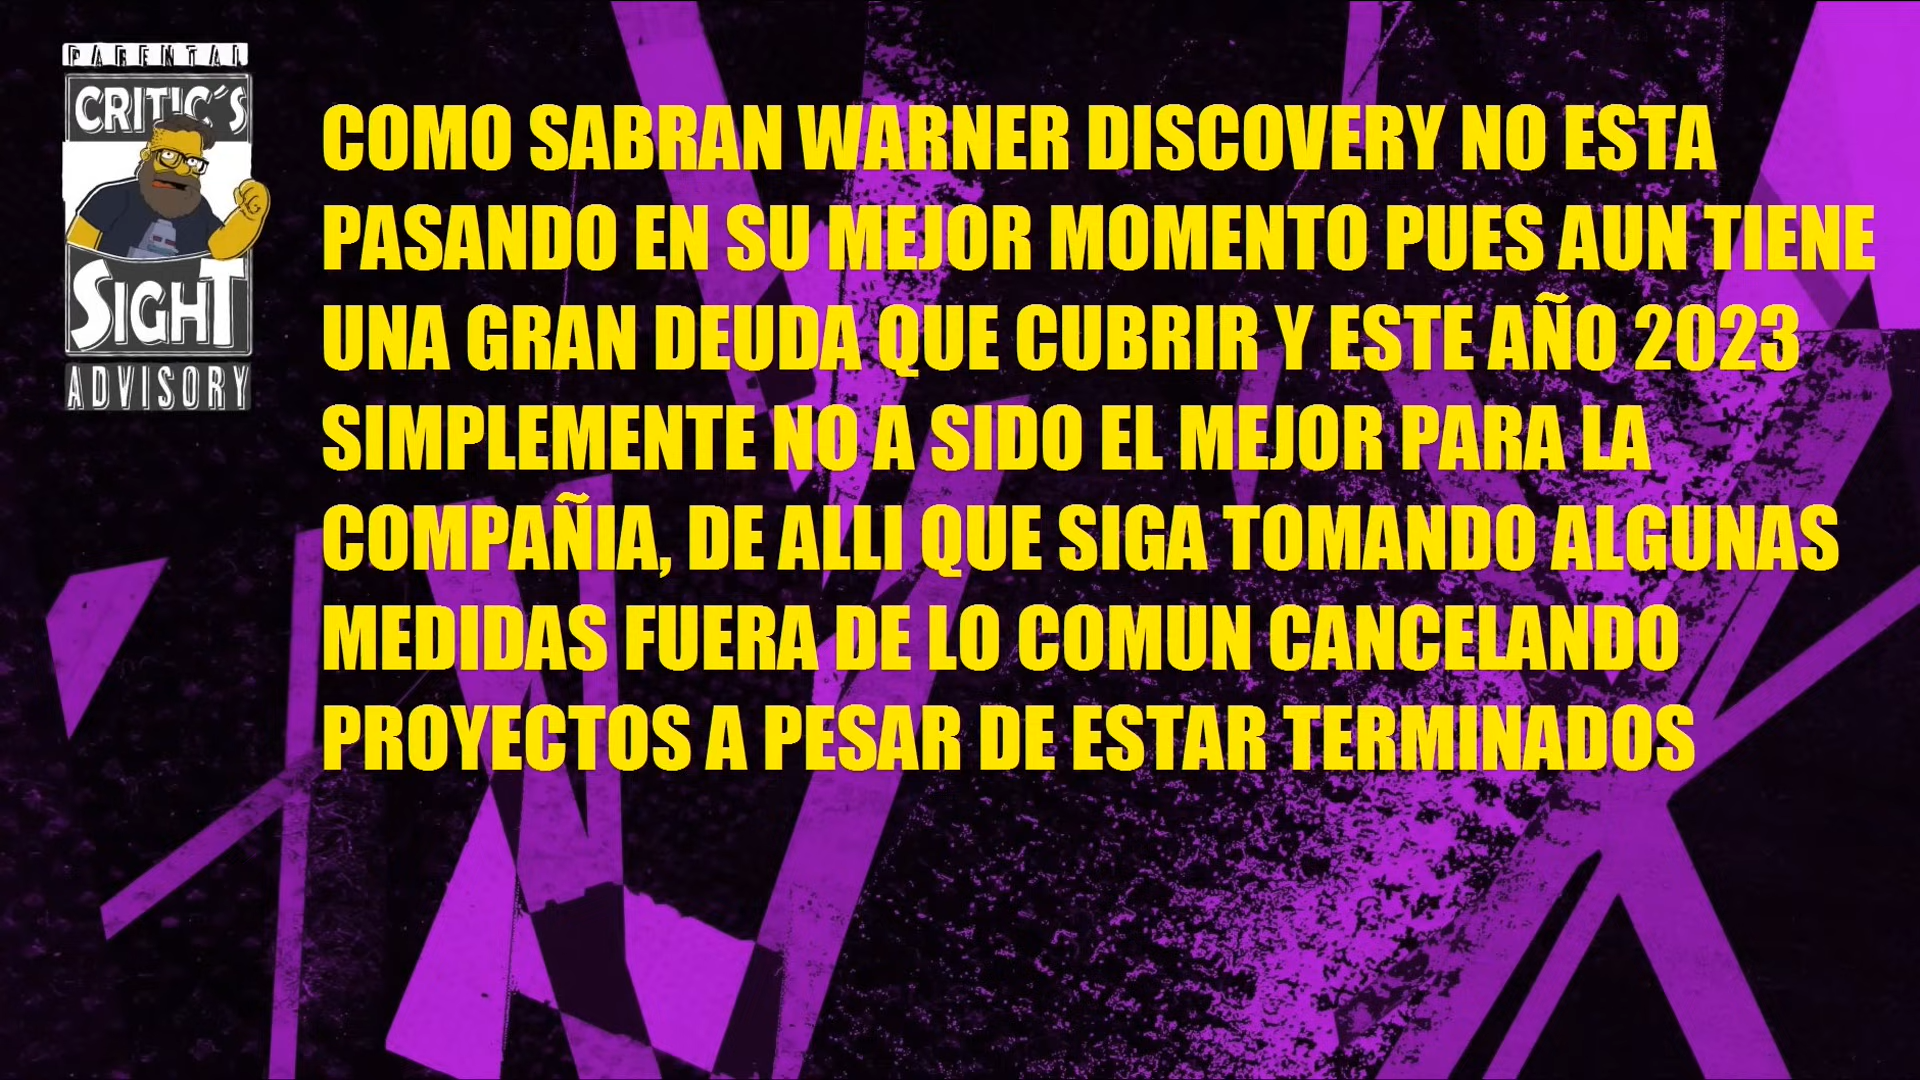 PARENTAL
CRITIC´S
SIGHT
ADVISORY
COMO SABRAN WARNER DISCOVERY NO ESTA
PASANDO EN SU MEJOR MOMENTO PUES AUN TIENE
UNA GRAN DEUDA QUE CUBRIR Y ESTE AÑO 2023
SIMPLEMENTE NO A SIDO EL MEJOR PARA LA
COMPAÑIA, DE ALLI QUE SIGA TOMANDO ALGUNAS
MEDIDAS FUERA DE LO COMUN CANCELANDO
PROYECTOS A PESAR DE ESTAR TERMINADOS